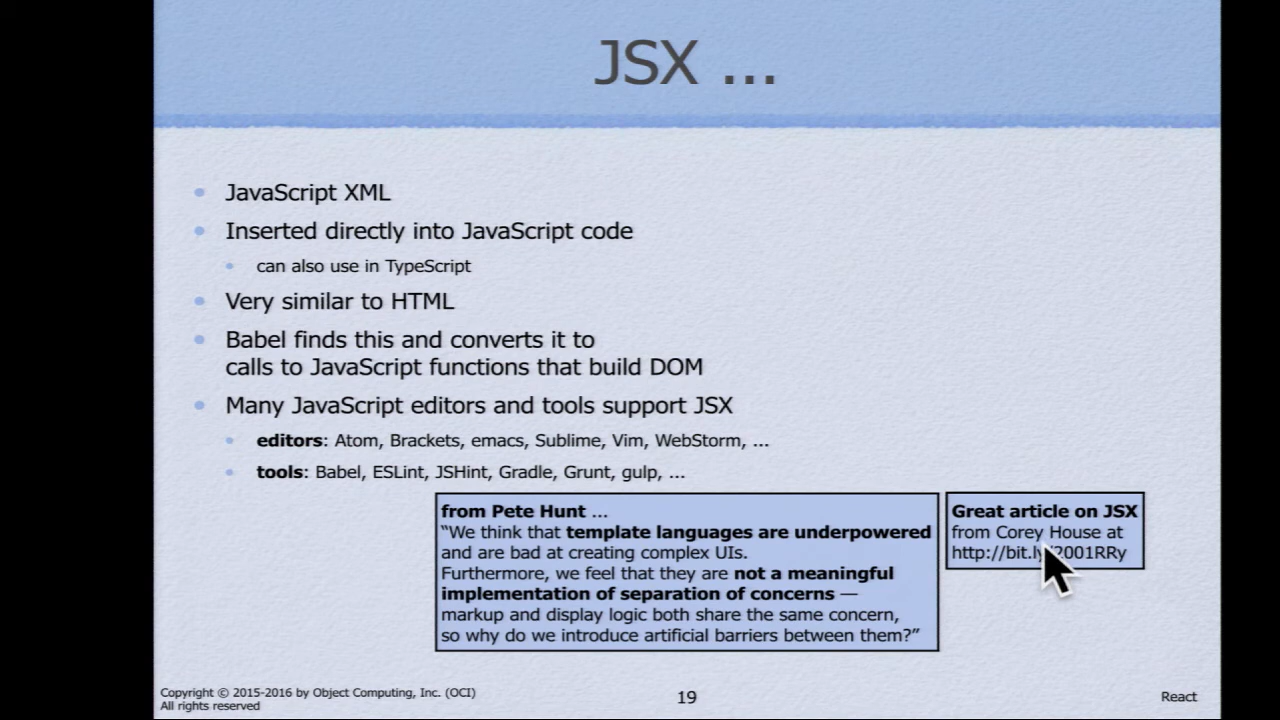 JSX ...
• JavaScript XML
• Inserted directly into JavaScript code
• can also use in TypeScript
• Very similar to HTML
• Babel finds this and converts it to
calls to JavaScript functions that build DOM
• Many JavaScript editors and tools support JSX
• editors: Atom, Brackets, emacs, Sublime, Vim, WebStorm, ...
• tools: Babel, ESLint, JSHint, Gradle, Grunt, gulp, ...
from Pete Hunt ...
“We think that template languages are underpowered
and are bad at creating complex UIs.
Furthermore, we feel that they are not a meaningful
implementation of separation of concerns —
markup and display logic both share the same concern,
so why do we introduce artificial barriers between them?”
Great article on JSX
from Corey House at
Copyright © 2015-2016 by Object Computing, Inc. (OCI)
All rights reserved
19
React